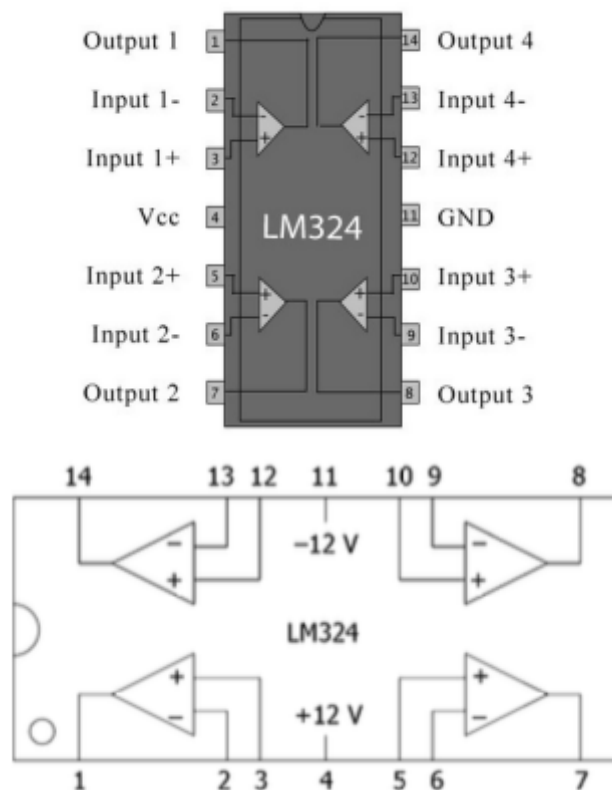 Output 1 1 14 Output 4
Input 1- 2 - - 13 Input 4-
Input 1+ 3 + + 12 Input 4+
Vcc 4 LM324 11 GND
Input 2+ 5 + + 10 Input 3+
Input 2- 6 - - 9 Input 3-
Output 2 7 8 Output 3
14 13 12 11 10 9 8
− −12 V −
+ +
LM324
+ +
− +12 V −
1 2 3 4 5 6 7